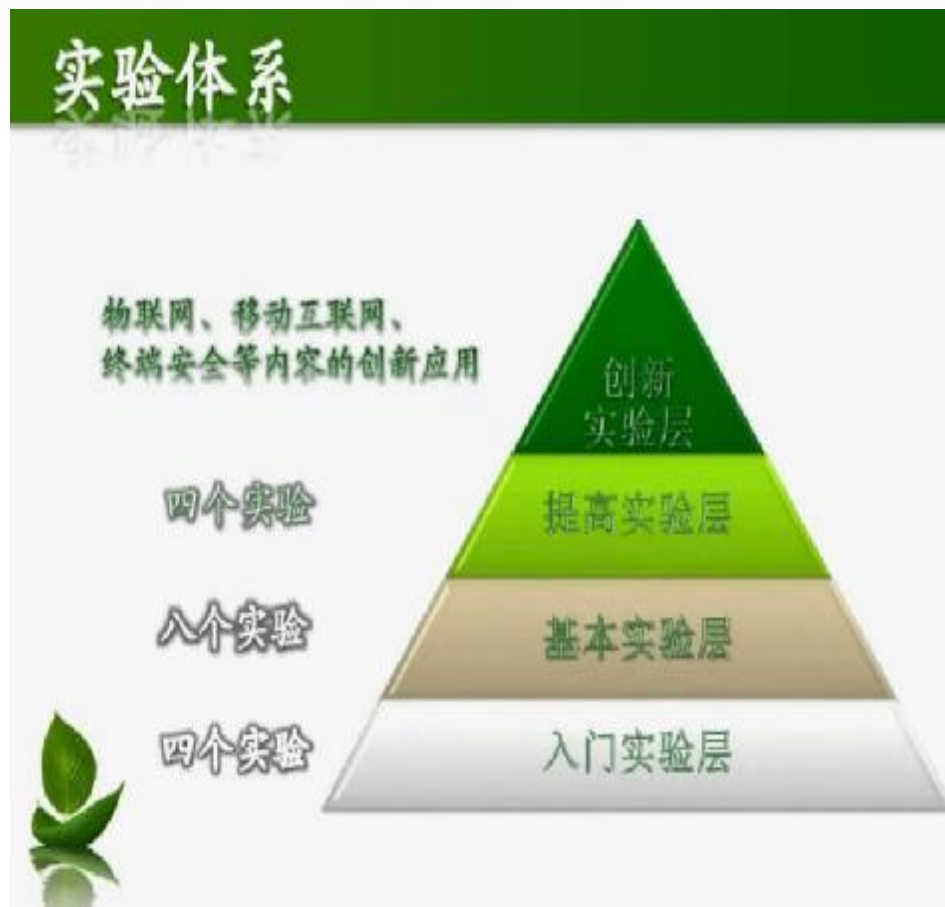 实验体系
物联网、移动互联网、
终端安全等内容的创新应用
创新
实验层
四个实验
提高实验层
八个实验
基本实验层
四个实验
入门实验层